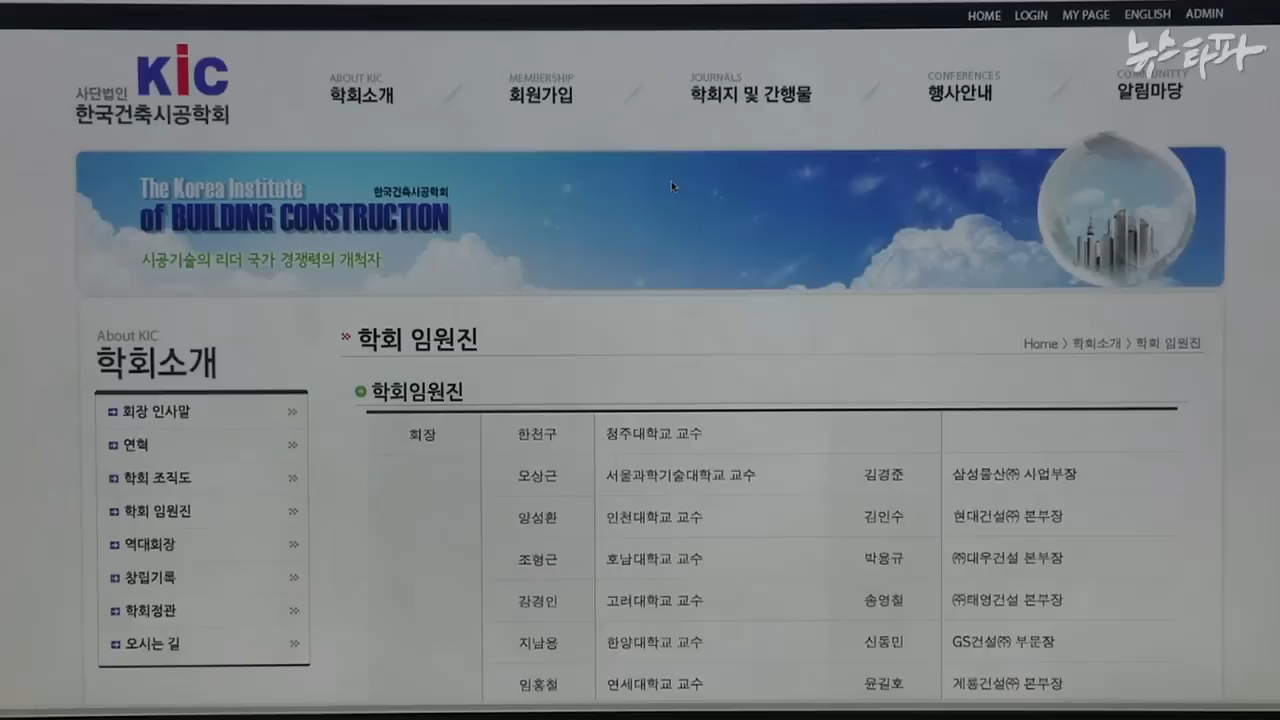 HOME LOGIN MY PAGE ENGLISH ADMIN
뉴스타파
사단법인 KIC
한국건축시공학회
ABOUT KIC
학회소개
MEMBERSHIP
회원가입
JOURNALS
학회지 및 간행물
CONFERENCES
행사안내
알림마당
The Korea Institute 한국건축시공학회
of BUILDING CONSTRUCTION
시공기술의 리더 국가 경쟁력의 개척자
About KIC
학회소개
회장 인사말
연혁
학회 조직도
학회 임원진
역대회장
창립기록
학회정관
오시는 길
학회 임원진
Home 〉 학회소개 〉 학회 임원진
학회임원진
회장 한천구 청주대학교 교수
오상근 서울과학기술대학교 교수 김경준 삼성물산㈜ 사업부장
양성환 인천대학교 교수 김인수 현대건설㈜ 본부장
조형근 호남대학교 교수 박용규 ㈜대우건설 본부장
강경인 고려대학교 교수 송영철 ㈜태영건설 본부장
지남용 한양대학교 교수 신동민 GS건설㈜ 부문장
임홍철 연세대학교 교수 윤길호 계룡건설㈜ 본부장